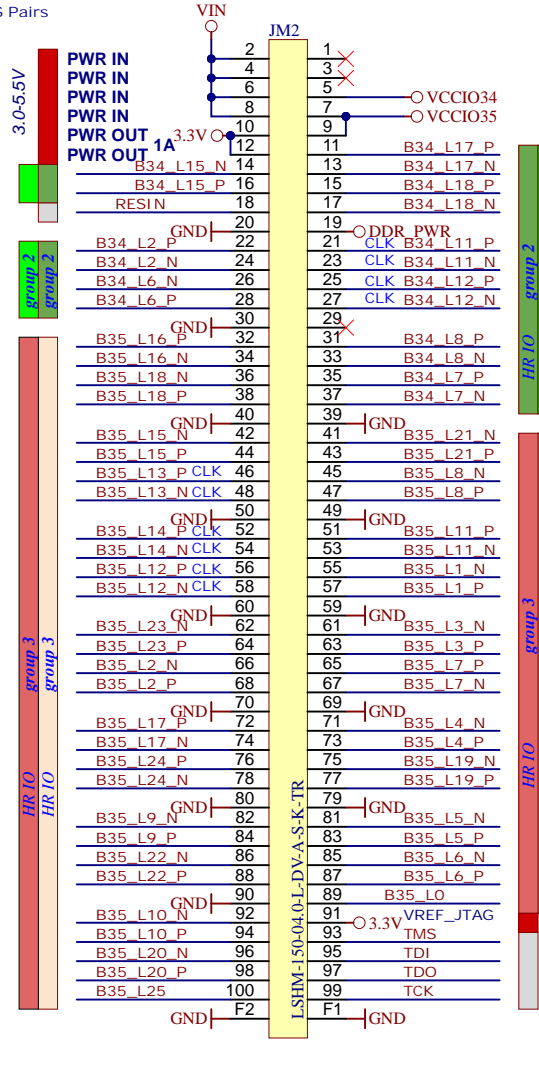 S Pairs
VIN
JM2
3.0-5.5V
PWR IN 2 1
PWR IN 4 3
PWR IN 6 5 VCCIO34
PWR IN 8 7 VCCIO35
PWR OUT 3.3V 10 9
PWR OUT 1A 12 11 B34_L17_P
B34_L15_N 14 13 B34_L17_N
B34_L15_P 16 15 B34_L18_P
RESIN 18 17 B34_L18_N
GND 20 19 DDR_PWR
B34_L2_P 22 21 CLK B34_L11_P
B34_L2_N 24 23 CLK B34_L11_N
B34_L6_N 26 25 CLK B34_L12_P
B34_L6_P 28 27 CLK B34_L12_N
GND 30 29
B35_L16_P 32 31 B34_L8_P
B35_L16_N 34 33 B34_L8_N
B35_L18_N 36 35 B34_L7_P
B35_L18_P 38 37 B34_L7_N
GND 40 39 GND
B35_L15_N 42 41 B35_L21_N
B35_L15_P 44 43 B35_L21_P
B35_L13_P CLK 46 45 B35_L8_N
B35_L13_N CLK 48 47 B35_L8_P
GND 50 49 GND
B35_L14_P CLK 52 51 B35_L11_P
B35_L14_N CLK 54 53 B35_L11_N
B35_L12_P CLK 56 55 B35_L1_N
B35_L12_N CLK 58 57 B35_L1_P
GND 60 59 GND
B35_L23_N 62 61 B35_L3_N
B35_L23_P 64 63 B35_L3_P
B35_L2_N 66 65 B35_L7_P
B35_L2_P 68 67 B35_L7_N
GND 70 69 GND
B35_L17_P 72 71 B35_L4_N
B35_L17_N 74 73 B35_L4_P
B35_L24_P 76 75 B35_L19_N
B35_L24_N 78 77 B35_L19_P
GND 80 79 GND
B35_L9_N 82 81 B35_L5_N
B35_L9_P 84 83 B35_L5_P
B35_L22_N 86 85 B35_L6_N
B35_L22_P 88 87 B35_L6_P
GND 90 89 B35_L0
B35_L10_N 92 91 3.3V VREF_JTAG
B35_L10_P 94 93 TMS
B35_L20_N 96 95 TDI
B35_L20_P 98 97 TDO
B35_L25 100 99 TCK
GND F2 F1 GND
LSHM-150-04.0-L-DV-A-S-K-TR
group 2
group 2
group 3
group 3
HR IO
HR IO
group 2
HR IO
group 3
HR IO